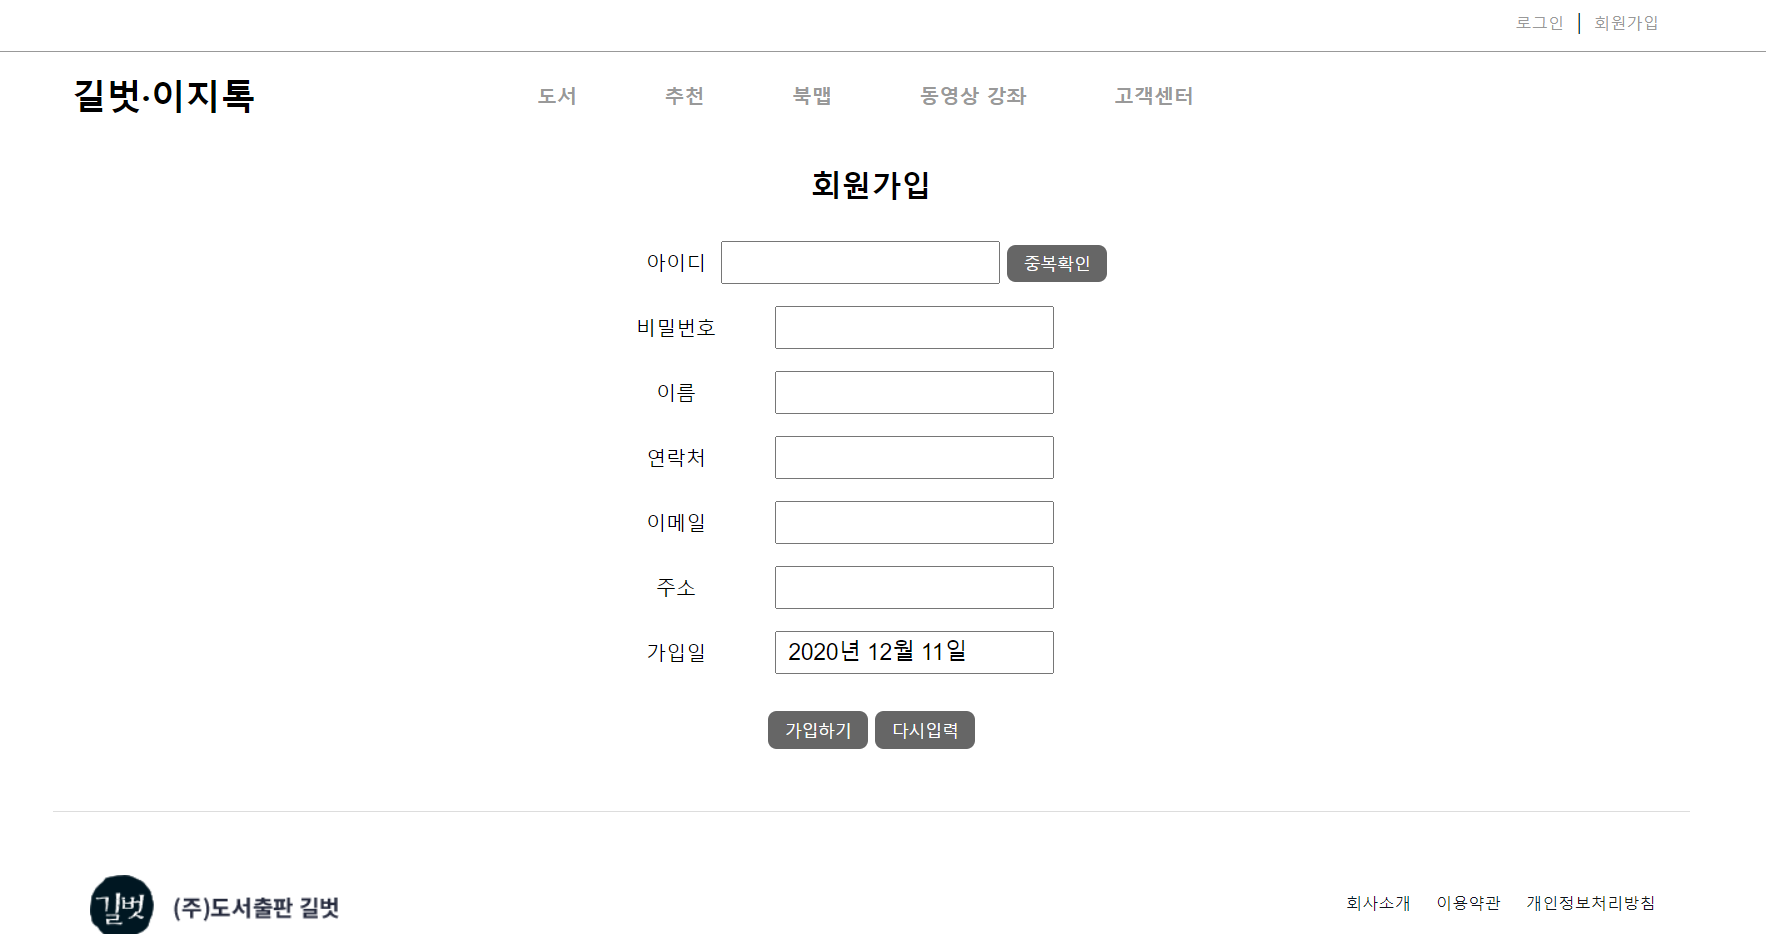 로그인 | 회원가입
길벗·이지톡 도서 추천 북맵 동영상 강좌 고객센터
회원가입
아이디 중복확인
비밀번호
이름
연락처
이메일
주소
가입일 2020년 12월 11일
가입하기 다시입력
길벗 (주)도서출판 길벗 회사소개 이용약관 개인정보처리방침